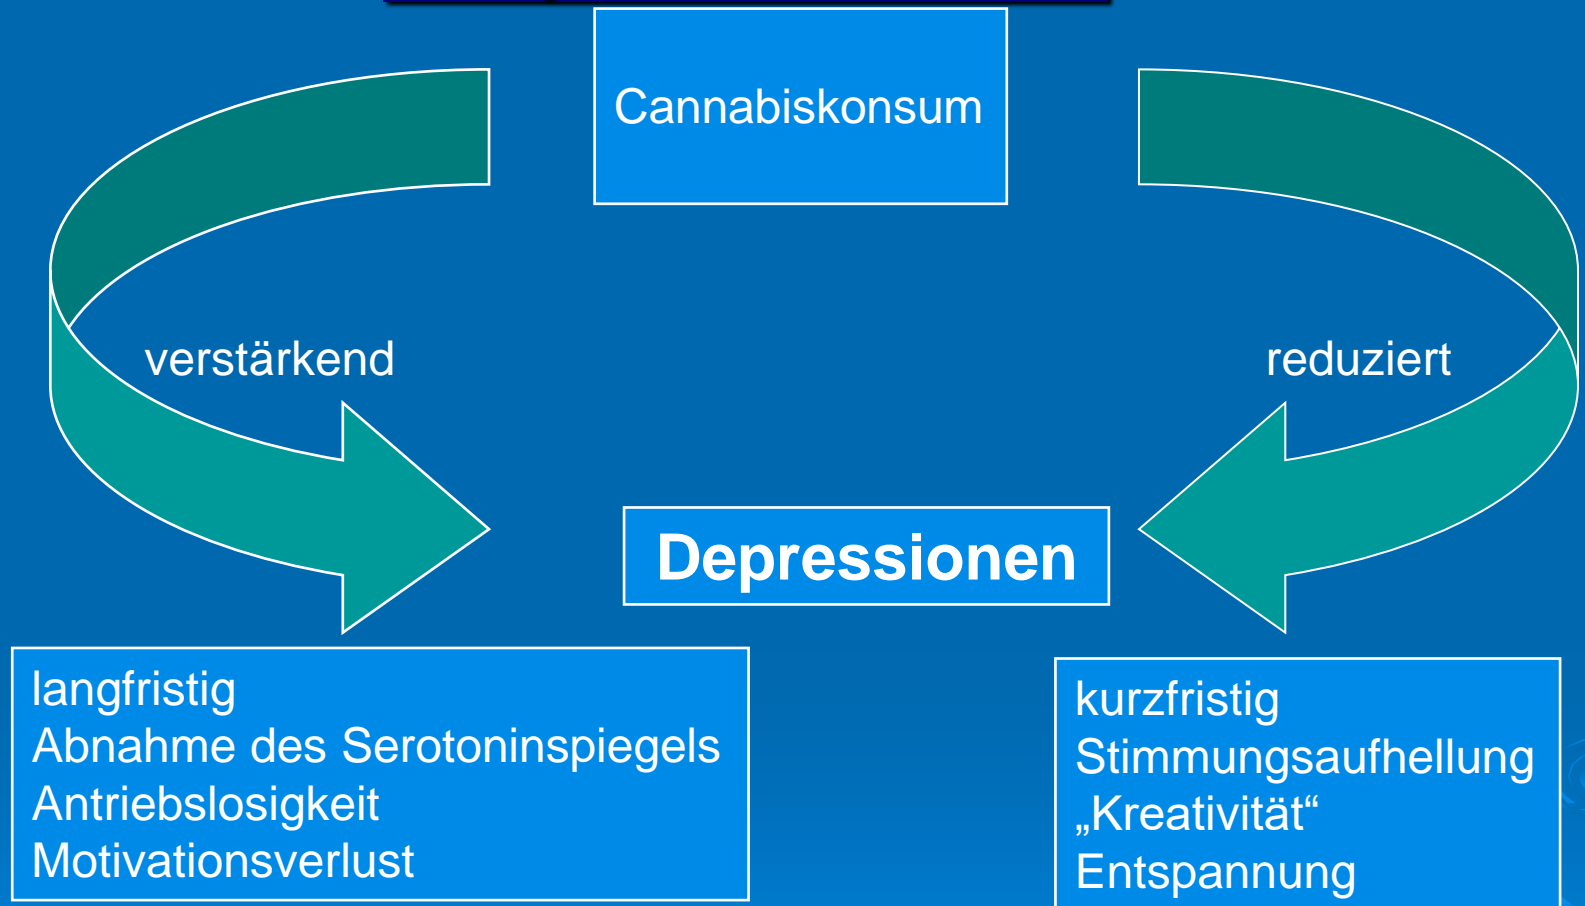 Cannabiskonsum
verstärkend
reduziert
Depressionen
langfristig
Abnahme des Serotoninspiegels
Antriebslosigkeit
Motivationsverlust
kurzfristig
Stimmungsaufhellung
„Kreativität“
Entspannung